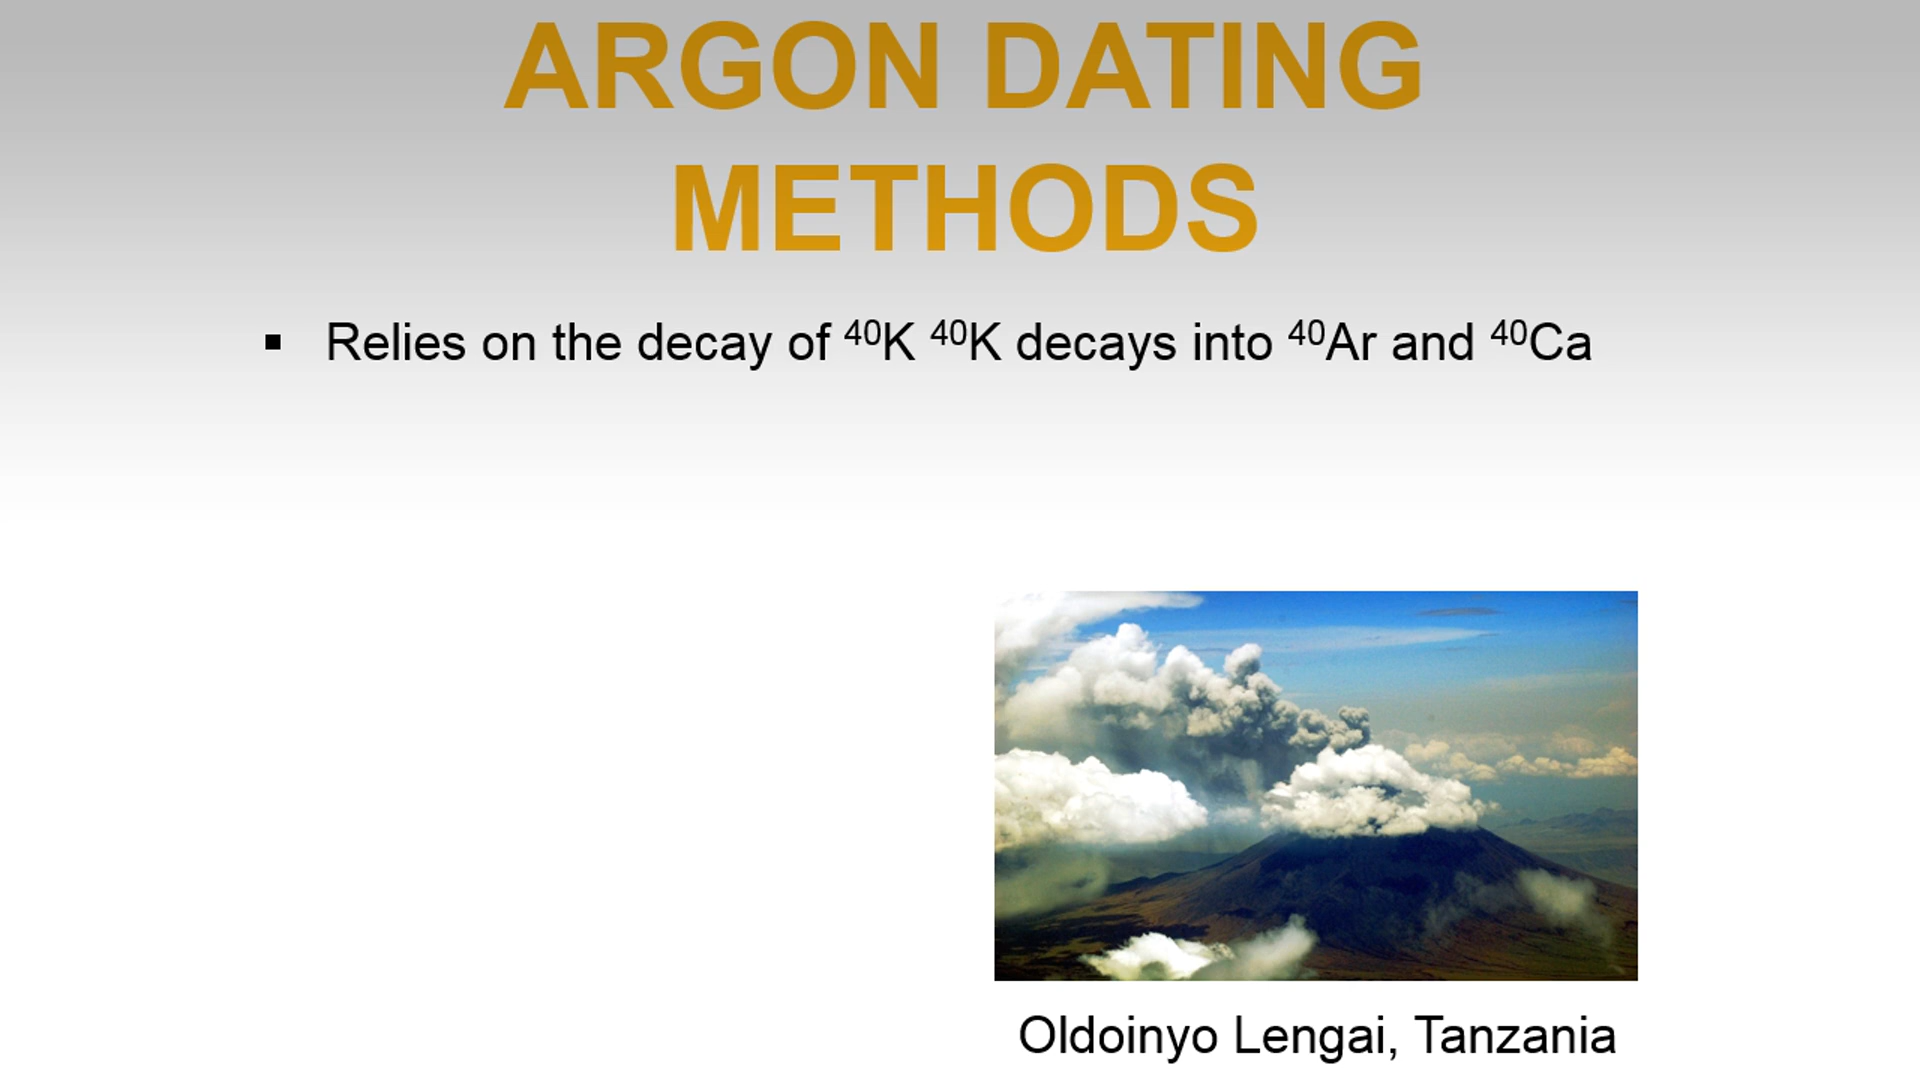 ARGON DATING
METHODS
▪ Relies on the decay of ⁴⁰K ⁴⁰K decays into ⁴⁰Ar and ⁴⁰Ca
Oldoinyo Lengai, Tanzania